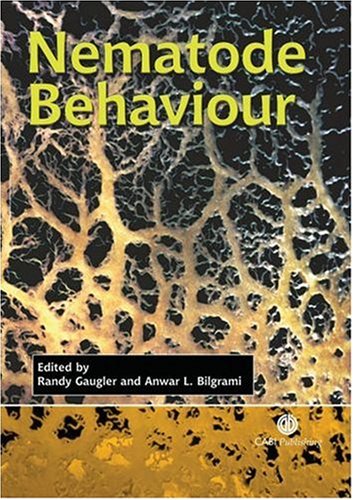 Nematode
Behaviour
Edited by
Randy Gaugler and Anwar L. Bilgrami
CABI Publishing